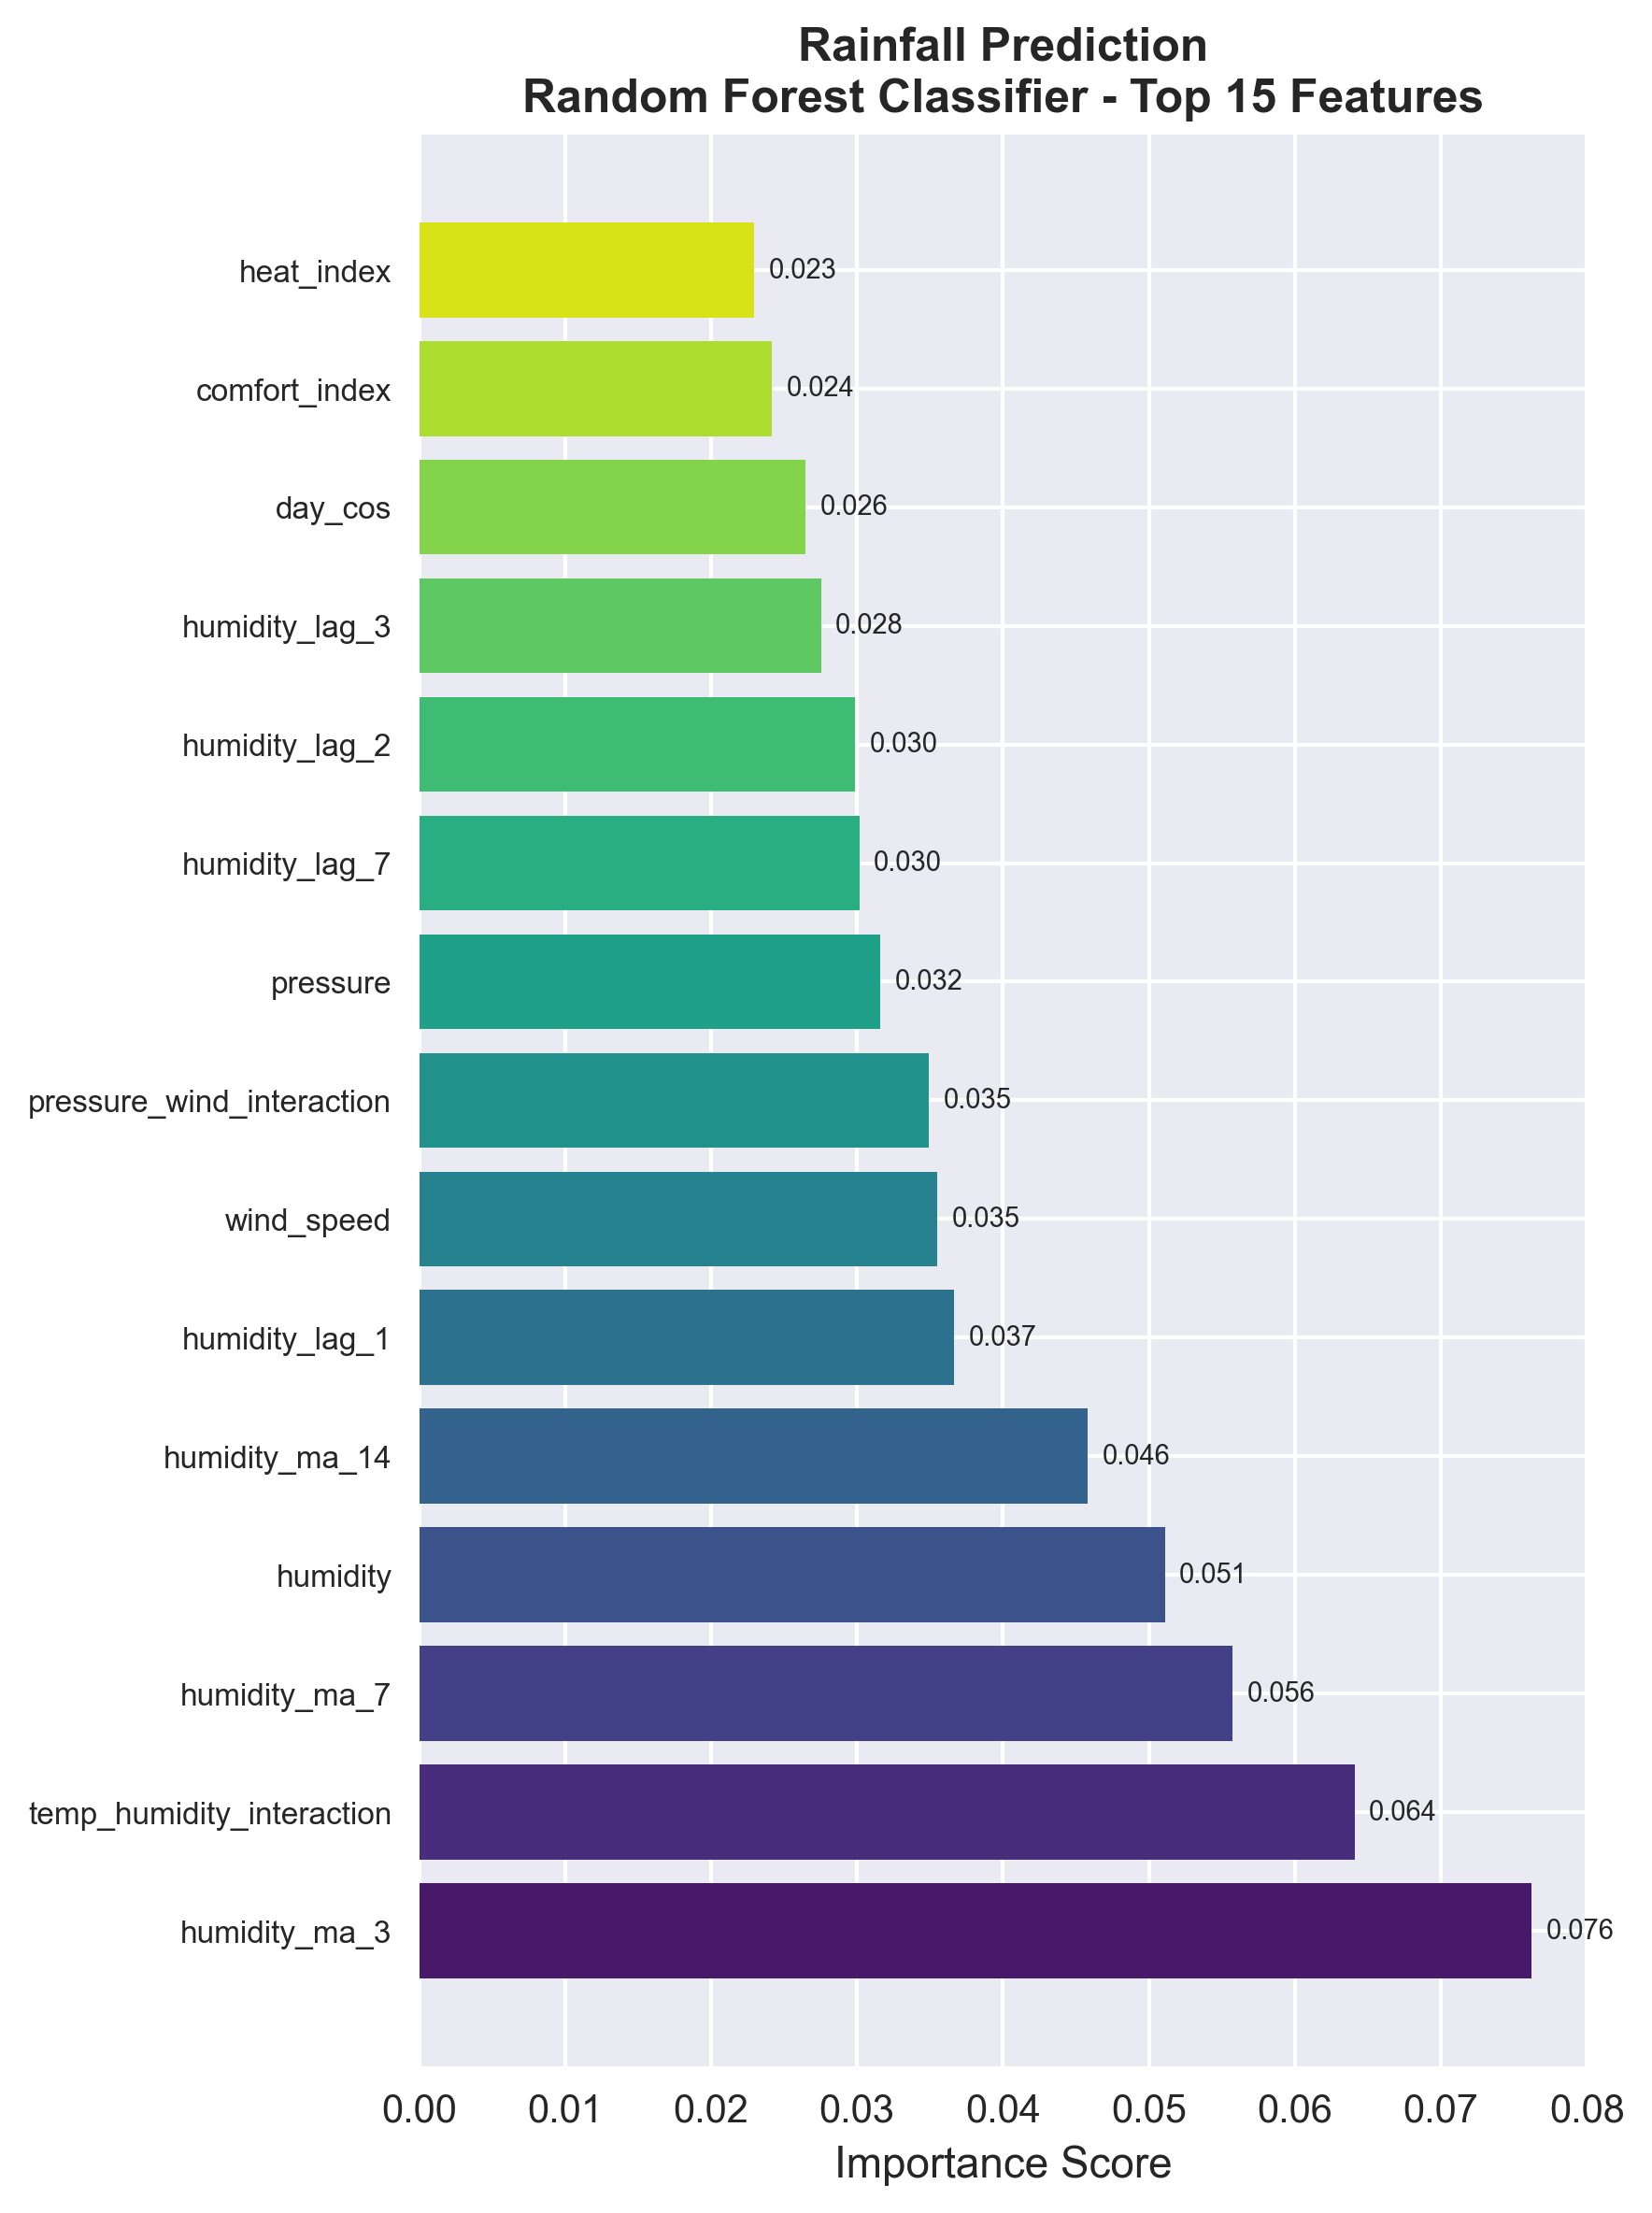 Rainfall Prediction
Random Forest Classifier - Top 15 Features
heat_index 0.023
comfort_index 0.024
day_cos 0.026
humidity_lag_3 0.028
humidity_lag_2 0.030
humidity_lag_7 0.030
pressure 0.032
pressure_wind_interaction 0.035
wind_speed 0.035
humidity_lag_1 0.037
humidity_ma_14 0.046
humidity 0.051
humidity_ma_7 0.056
temp_humidity_interaction 0.064
humidity_ma_3 0.076
0.00 0.01 0.02 0.03 0.04 0.05 0.06 0.07 0.08
Importance Score